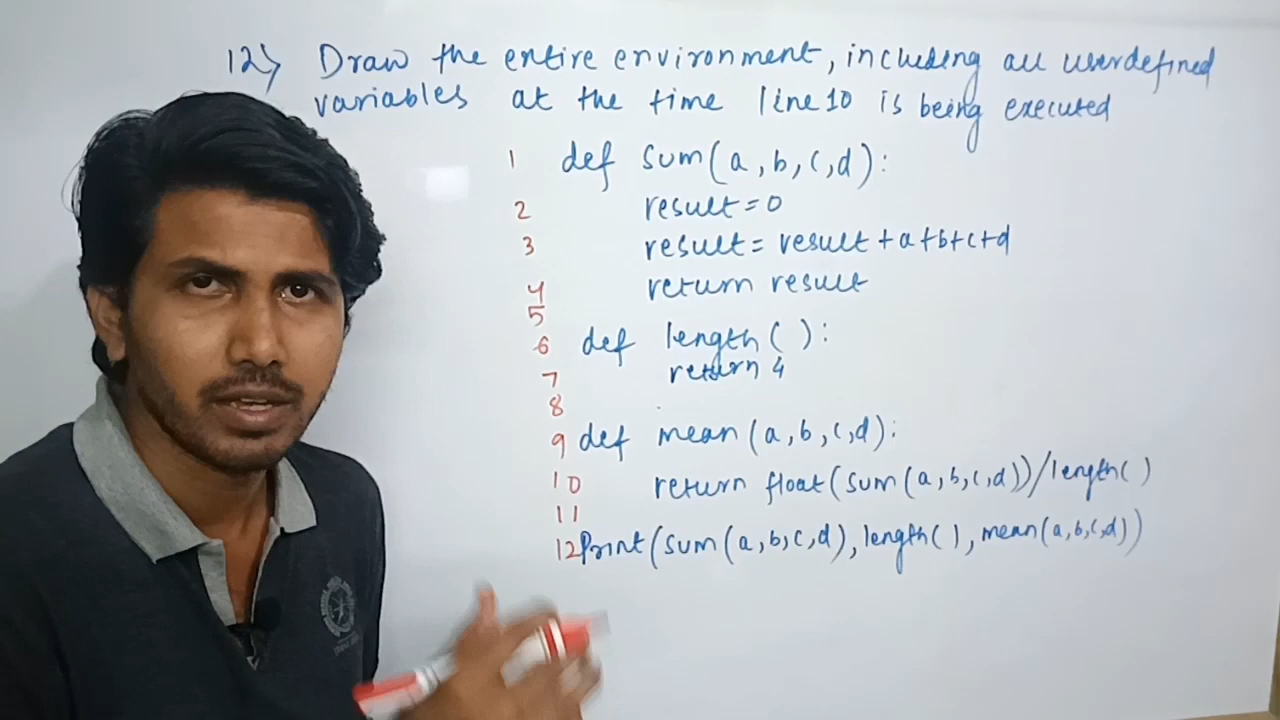 12) Draw the entire environment, including all userdefined
variables at the time line 10 is being executed
1 def sum(a,b,c,d):
2 result=0
3 result=result+a+b+c+d
4 return result
5
6 def length( ):
7 return 4
8
9 def mean(a,b,c,d):
10 return float(sum(a,b,c,d))/length()
11
12 Print(sum(a,b,c,d),length(),mean(a,b,c,d))